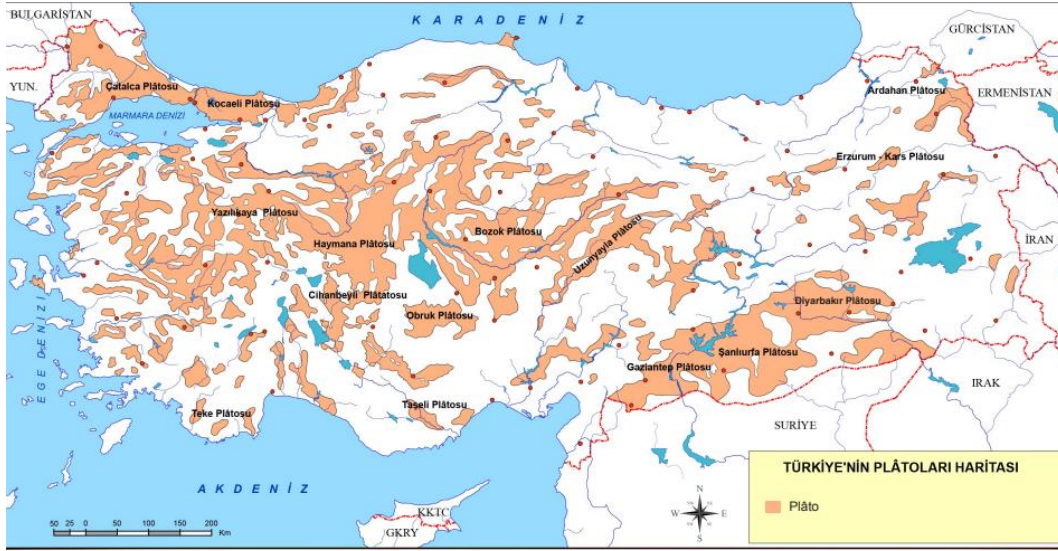 BULGARİSTAN
KARADENİZ
GÜRCİSTAN
YUN.
Çatalca Plâtosu
Kocaeli Plâtosu
Ardahan Plâtosu
ERMENİSTAN
MARMARA DENİZİ
Erzurum - Kars Plâtosu
Yazılıkaya Plâtosu
Haymana Plâtosu
Bozok Plâtosu
Uzunyayla Plâtosu
İRAN
Cihanbeyli Plâtatosu
Obruk Plâtosu
Diyarbakır Plâtosu
EGE DENİZİ
Şanlıurfa Plâtosu
Gaziantep Plâtosu
IRAK
Teke Plâtosu
Taşeli Plâtosu
SURİYE
TÜRKİYE'NİN PLÂTOLARI HARİTASI
Plâto
AKDENİZ
N
W E
S
KKTC
GKRY
50 25 0 50 100 150 200
Km